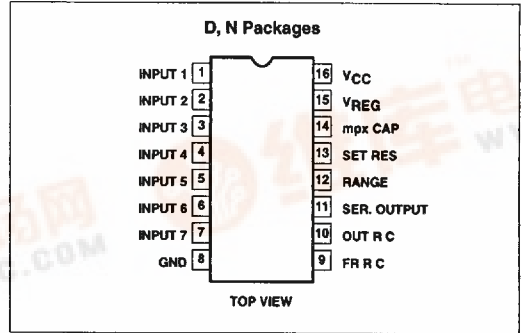 D, N Packages
INPUT 1 1 16 VCC
INPUT 2 2 15 VREG
INPUT 3 3 14 mpx CAP
INPUT 4 4 13 SET RES
INPUT 5 5 12 RANGE
INPUT 6 6 11 SER. OUTPUT
INPUT 7 7 10 OUT R C
GND 8 9 FR R C
TOP VIEW